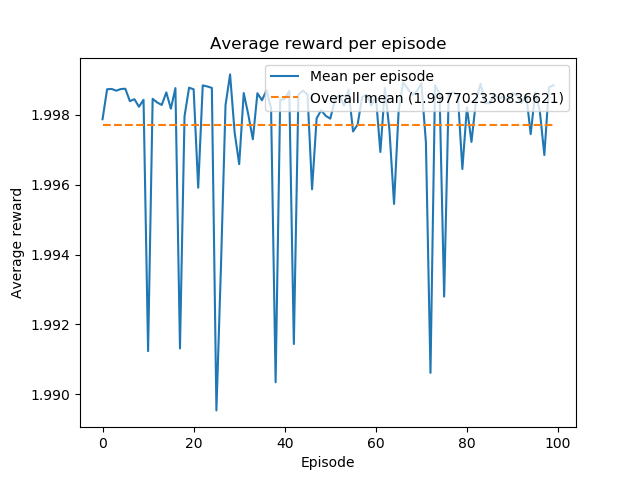 Average reward per episode
Mean per episode
Overall mean (1.997702330836621)
1.998
1.996
1.994
1.992
1.990
Average reward
0 20 40 60 80 100
Episode